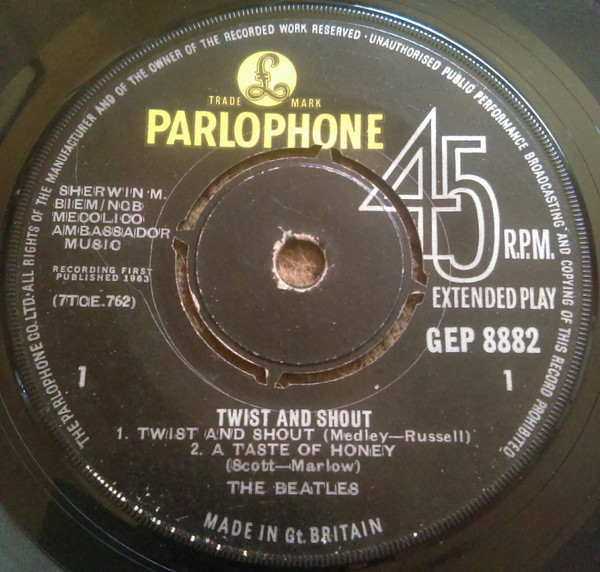 THE PARLOPHONE CO. LTD. · ALL RIGHTS OF THE MANUFACTURER AND OF THE OWNER OF THE RECORDED WORK RESERVED · UNAUTHORISED PUBLIC PERFORMANCE BROADCASTING AND COPYING OF THIS RECORD PROHIBITED
£
TRADE MARK
PARLOPHONE
45
R.P.M.
EXTENDED PLAY
GEP 8882
1
SHERWIN M.
BIEM/NCB
MECOLICO
AMBASSADOR
MUSIC
RECORDING FIRST
PUBLISHED 1963
(7TCE.762)
1
TWIST AND SHOUT
1. TWIST AND SHOUT (Medley—Russell)
2. A TASTE OF HONEY
(Scott—Marlow)
THE BEATLES
MADE IN Gt. BRITAIN